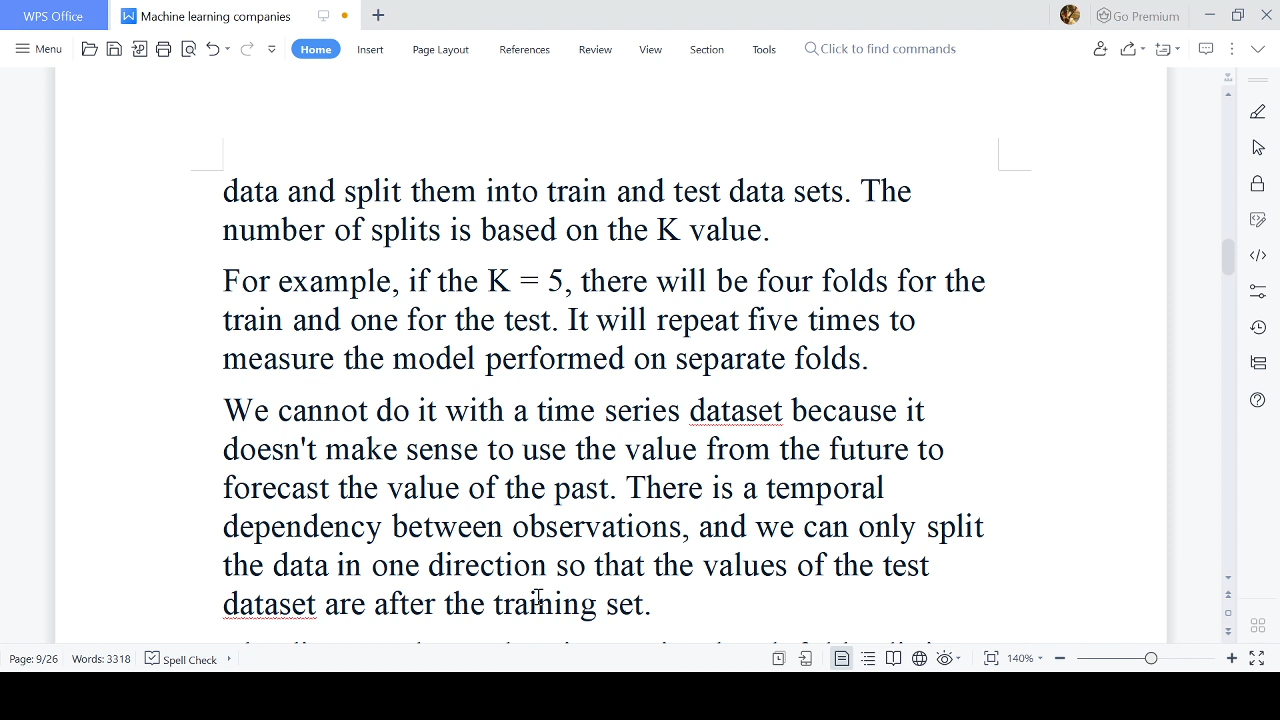 WPS Office
Machine learning companies
Go Premium
Menu
Home
Insert
Page Layout
References
Review
View
Section
Tools
Click to find commands
data and split them into train and test data sets. The
number of splits is based on the K value.
For example, if the K = 5, there will be four folds for the
train and one for the test. It will repeat five times to
measure the model performed on separate folds.
We cannot do it with a time series dataset because it
doesn't make sense to use the value from the future to
forecast the value of the past. There is a temporal
dependency between observations, and we can only split
the data in one direction so that the values of the test
dataset are after the training set.
Page: 9/26
Words: 3318
Spell Check
140%